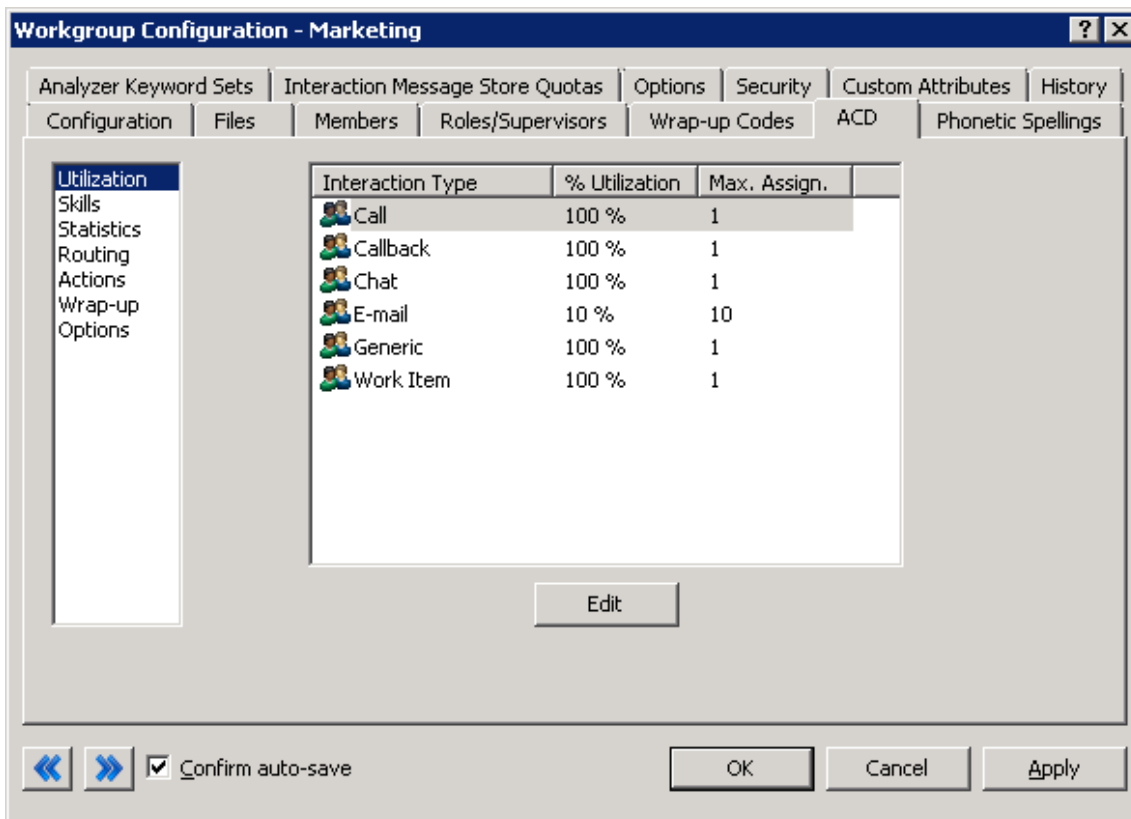 Workgroup Configuration - Marketing
Analyzer Keyword Sets Interaction Message Store Quotas Options Security Custom Attributes History
Configuration Files Members Roles/Supervisors Wrap-up Codes ACD Phonetic Spellings
Utilization
Skills
Statistics
Routing
Actions
Wrap-up
Options
Interaction Type % Utilization Max. Assign.
Call 100 % 1
Callback 100 % 1
Chat 100 % 1
E-mail 10 % 10
Generic 100 % 1
Work Item 100 % 1
Edit
Confirm auto-save OK Cancel Apply